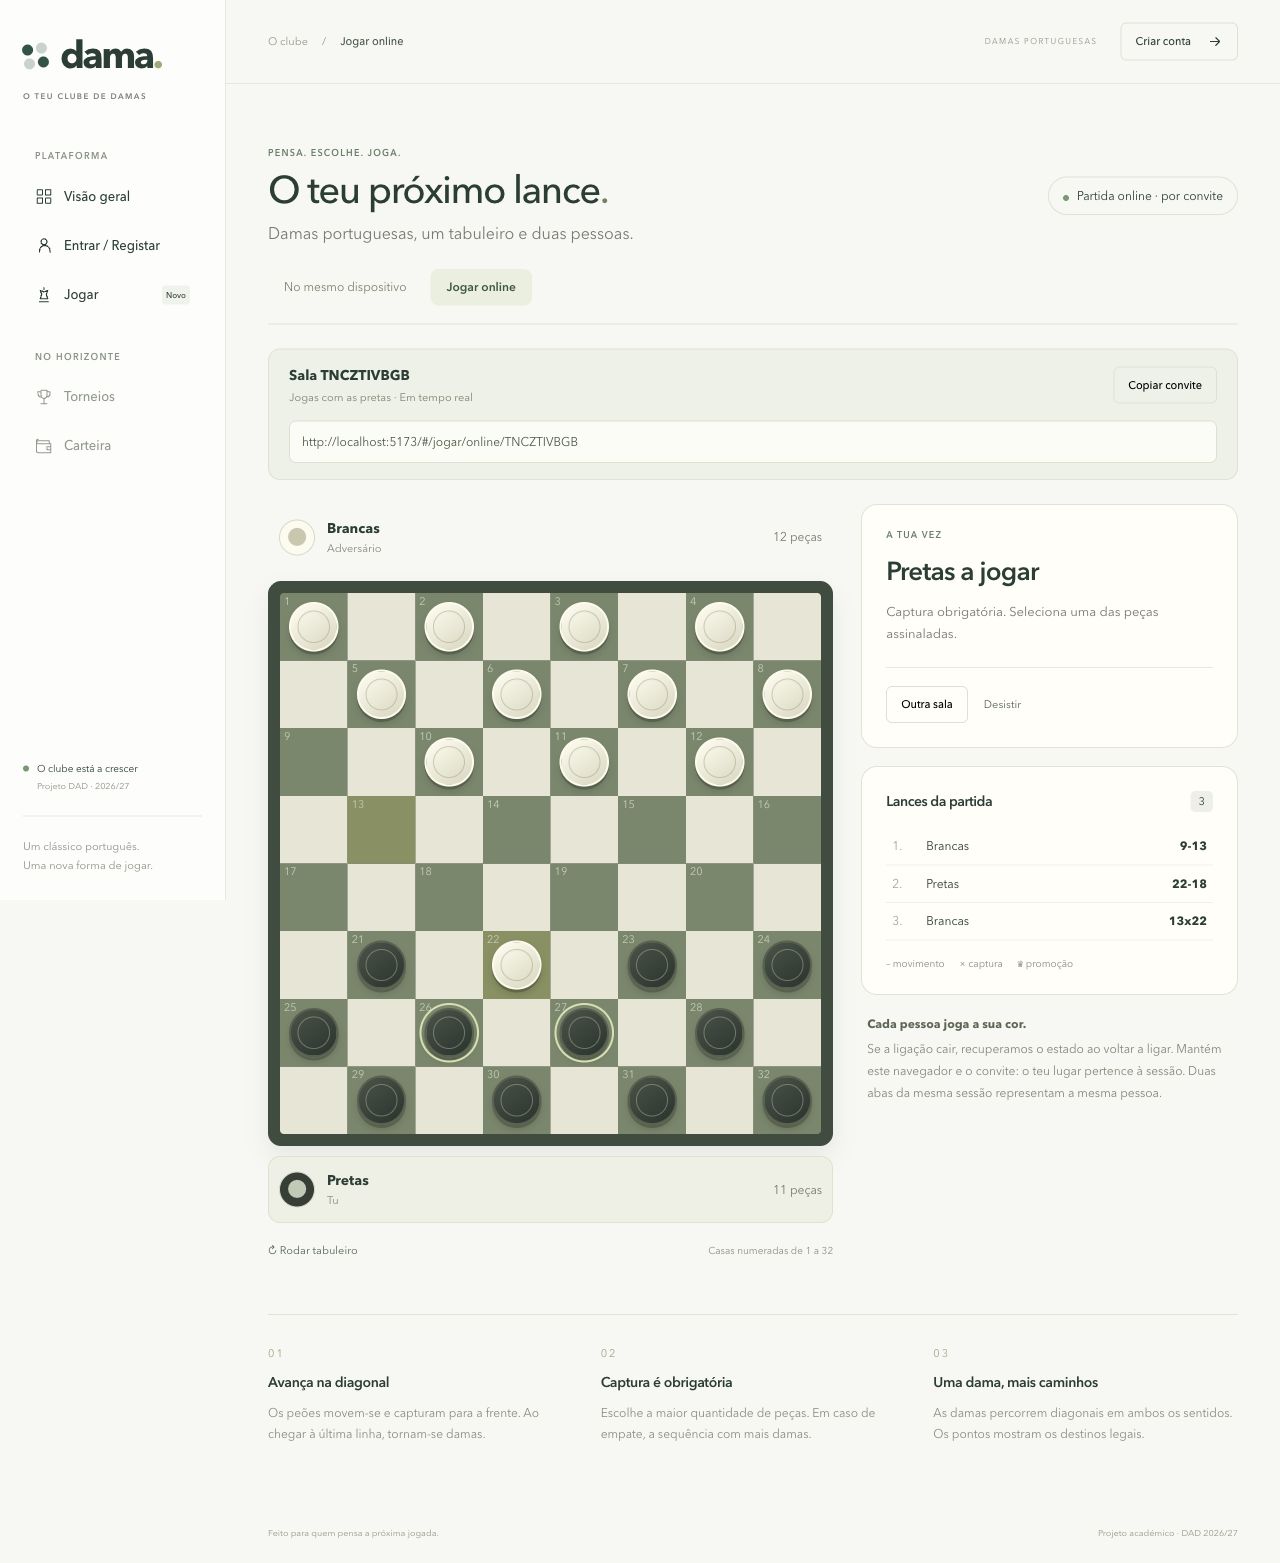 dama.
O TEU CLUBE DE DAMAS
PLATAFORMA
Visão geral
Entrar / Registar
Jogar
Novo
NO HORIZONTE
Torneios
Carteira
O clube está a crescer
Projeto DAD · 2026/27
Um clássico português.
Uma nova forma de jogar.
O clube / Jogar online
DAMAS PORTUGUESAS
Criar conta →
PENSA. ESCOLHE. JOGA.
O teu próximo lance.
Damas portuguesas, um tabuleiro e duas pessoas.
Partida online · por convite
No mesmo dispositivo
Jogar online
Sala TNCZTIVBGB
Jogas com as pretas · Em tempo real
Copiar convite
http://localhost:5173/#/jogar/online/TNCZTIVBGB
Brancas
Adversário
12 peças
1 2 3 4
5 6 7 8
9 10 11 12
13 14 15 16
17 18 19 20
21 22 23 24
25 26 27 28
29 30 31 32
Pretas
Tu
11 peças
↻ Rodar tabuleiro
Casas numeradas de 1 a 32
A TUA VEZ
Pretas a jogar
Captura obrigatória. Seleciona uma das peças
assinaladas.
Outra sala
Desistir
Lances da partida
3
1. Brancas 9-13
2. Pretas 22-18
3. Brancas 13x22
– movimento × captura ♛ promoção
Cada pessoa joga a sua cor.
Se a ligação cair, recuperamos o estado ao voltar a ligar. Mantém
este navegador e o convite: o teu lugar pertence à sessão. Duas
abas da mesma sessão representam a mesma pessoa.
01
Avança na diagonal
Os peões movem-se e capturam para a frente. Ao
chegar à última linha, tornam-se damas.
02
Captura é obrigatória
Escolhe a maior quantidade de peças. Em caso de
empate, a sequência com mais damas.
03
Uma dama, mais caminhos
As damas percorrem diagonais em ambos os sentidos.
Os pontos mostram os destinos legais.
Feito para quem pensa a próxima jogada.
Projeto académico · DAD 2026/27